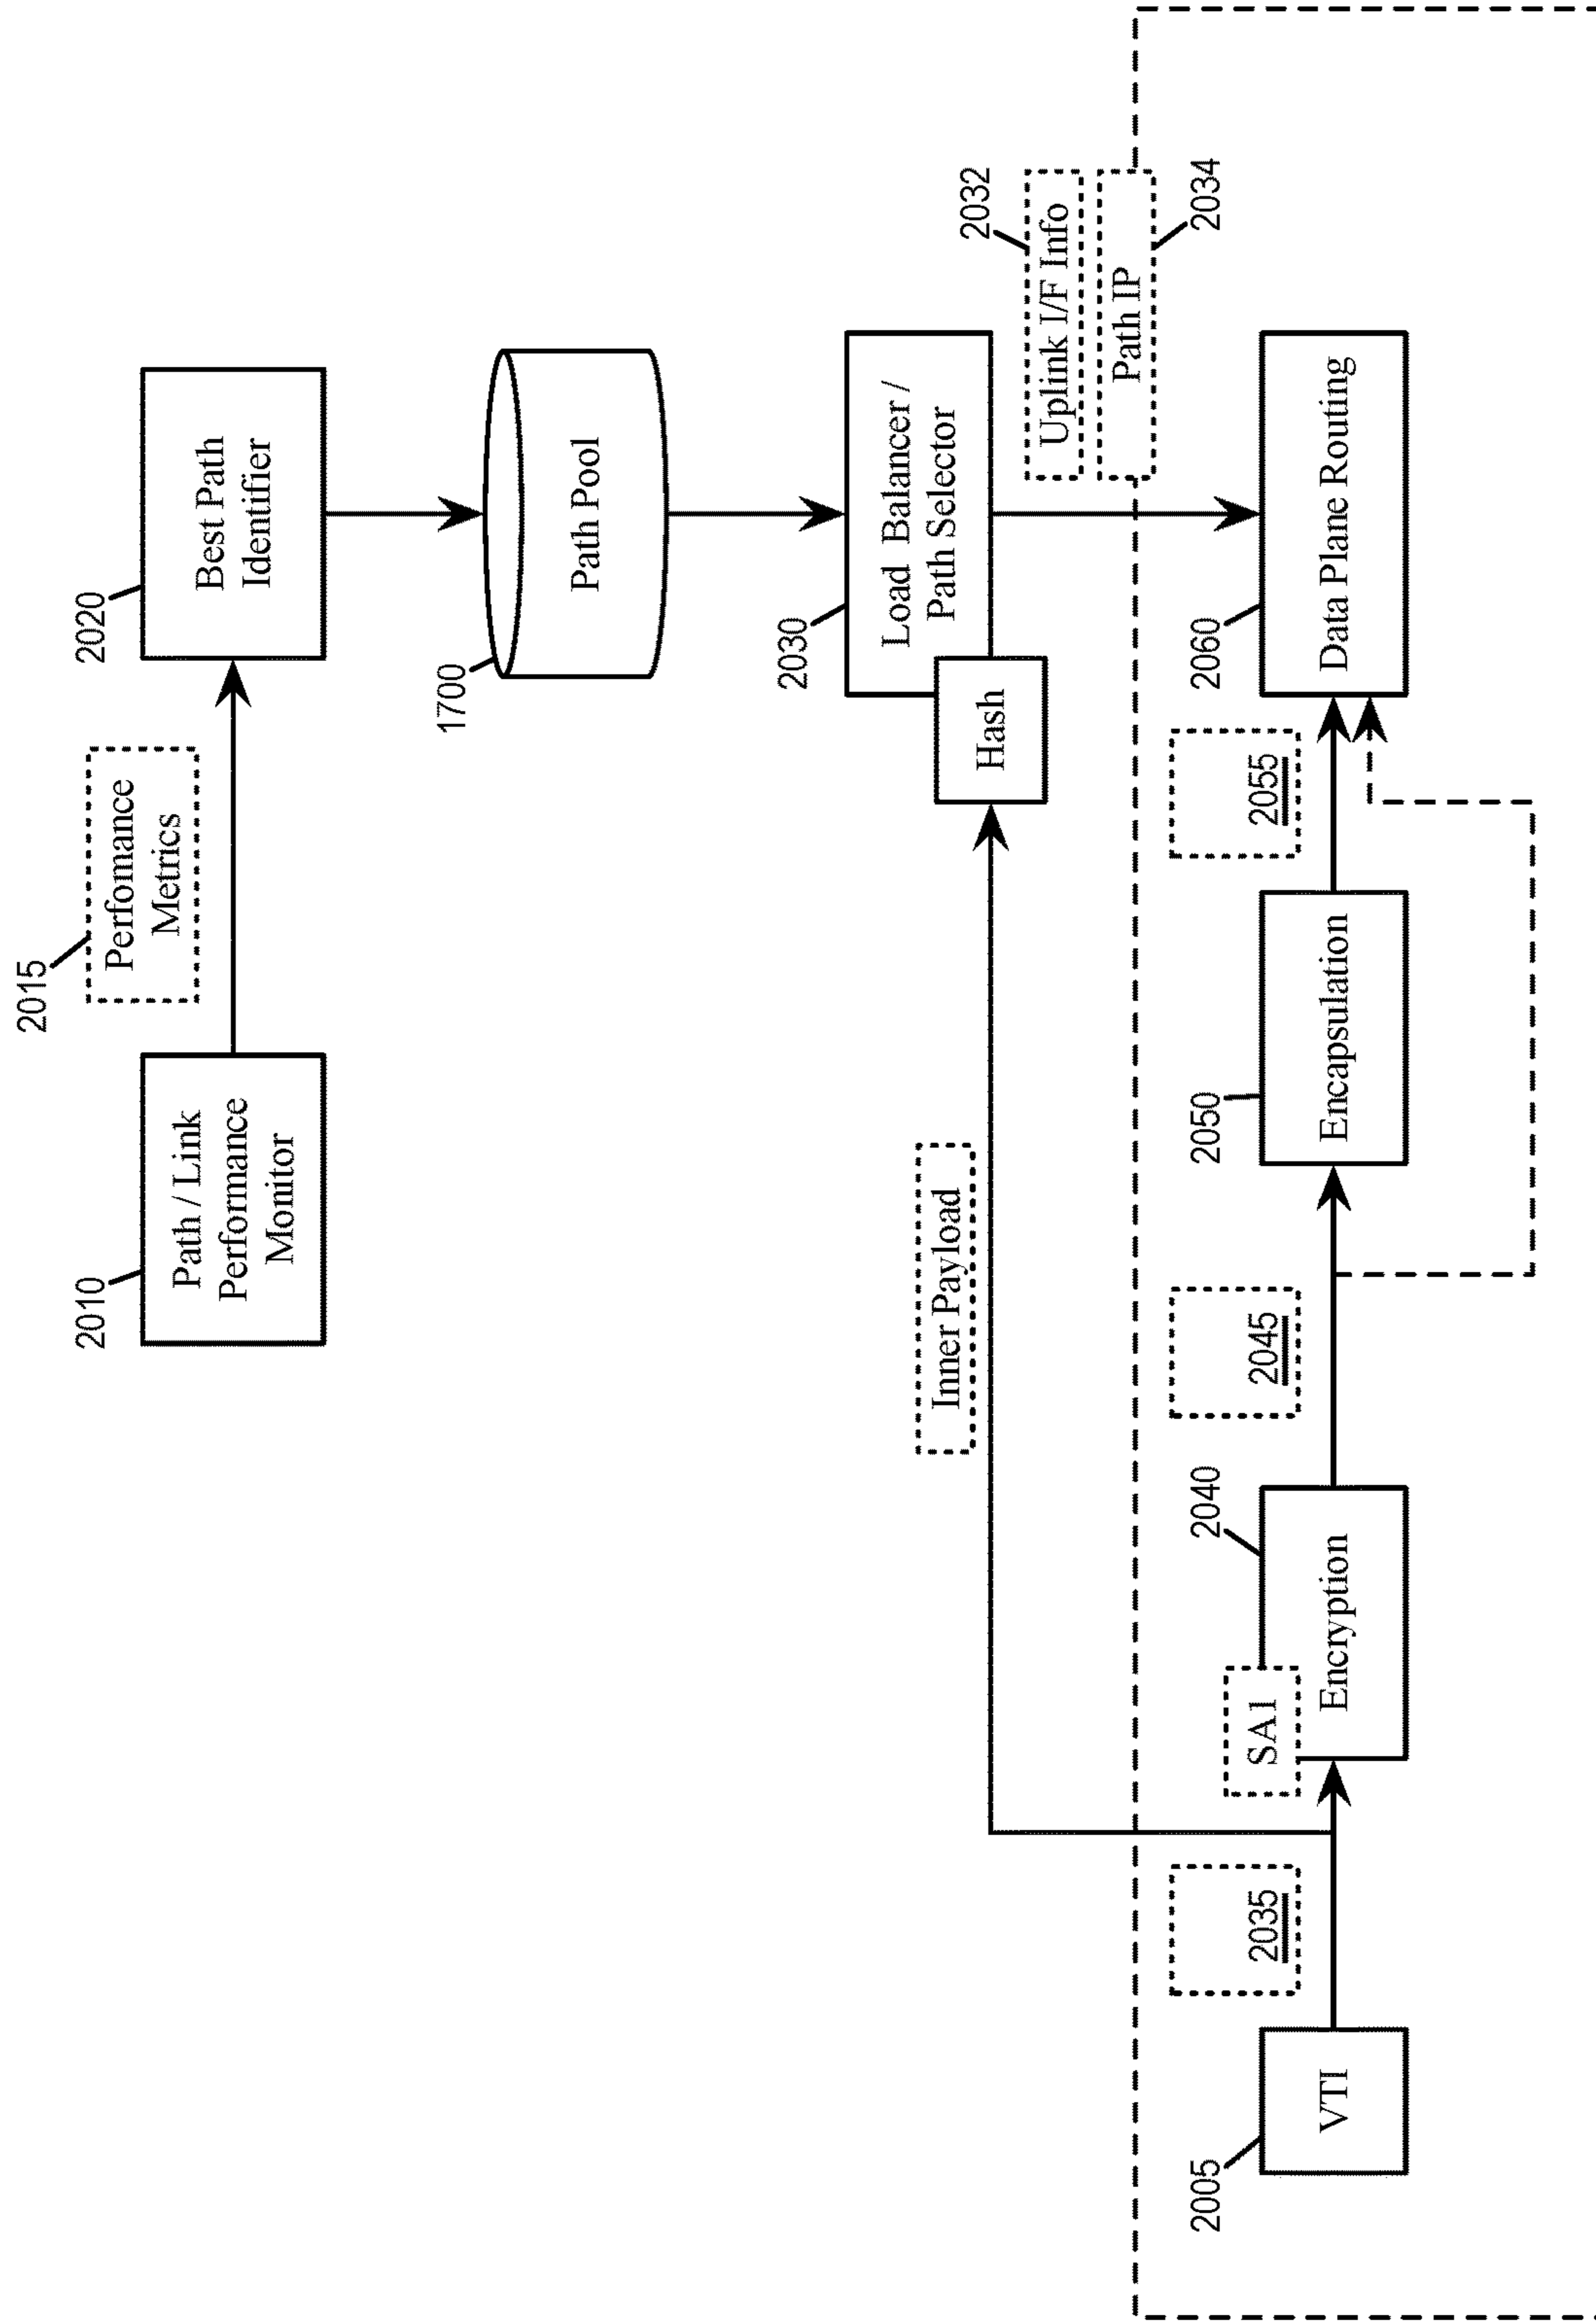 2015
Perfomance
Metrics
2010
Path / Link
Performance
Monitor
2020
Best Path
Identifier
1700
Path Pool
Inner Payload
Hash
2030
Load Balancer /
Path Selector
2032
Uplink I/F Info
Path IP
2034
2005
VTI
2035
SA1
2040
Encryption
2045
2050
Encapsulation
2055
2060
Data Plane Routing